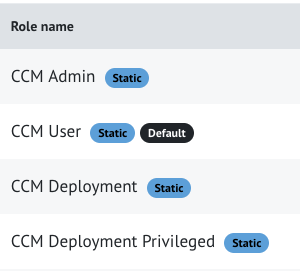 Role name
CCM Admin Static
CCM User Static Default
CCM Deployment Static
CCM Deployment Privileged Static